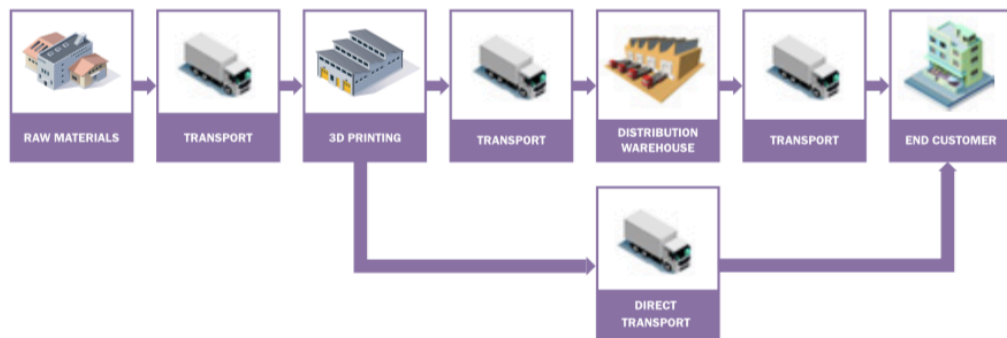 RAW MATERIALS
TRANSPORT
3D PRINTING
TRANSPORT
DISTRIBUTION
WAREHOUSE
TRANSPORT
END CUSTOMER
DIRECT
TRANSPORT